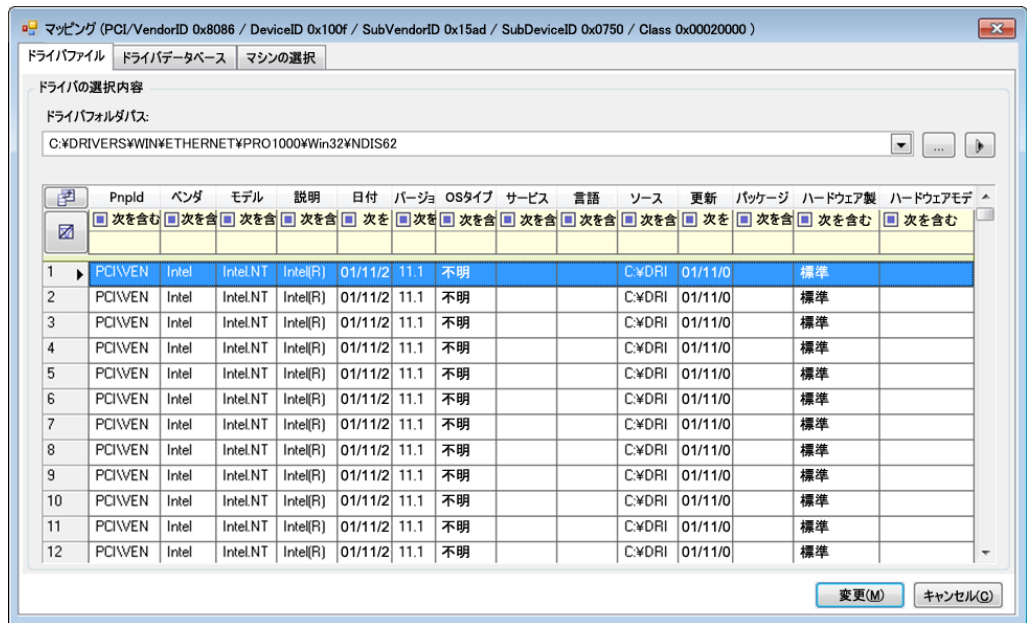 マッピング (PCI/VendorID 0x8086 / DeviceID 0x100f / SubVendorID 0x15ad / SubDeviceID 0x0750 / Class 0x00020000 )
ドライバファイル ドライバデータベース マシンの選択
ドライバの選択内容
ドライバフォルダパス:
C:¥DRIVERS¥WIN¥ETHERNET¥PRO1000¥Win32¥NDIS62 ...
PnpId ベンダ モデル 説明 日付 バージョ OSタイプ サービス 言語 ソース 更新 パッケージ ハードウェア製 ハードウェアモデ
次を含む 次を含 次を含 次を含 次を 次を 次を含 次を含 次を含 次を含 次を 次を含 次を含む 次を含む
1 PCI\VEN Intel Intel.NT Intel(R) 01/11/2 11.1 不明 C:¥DRI 01/11/0 標準
2 PCI\VEN Intel Intel.NT Intel(R) 01/11/2 11.1 不明 C:¥DRI 01/11/0 標準
3 PCI\VEN Intel Intel.NT Intel(R) 01/11/2 11.1 不明 C:¥DRI 01/11/0 標準
4 PCI\VEN Intel Intel.NT Intel(R) 01/11/2 11.1 不明 C:¥DRI 01/11/0 標準
5 PCI\VEN Intel Intel.NT Intel(R) 01/11/2 11.1 不明 C:¥DRI 01/11/0 標準
6 PCI\VEN Intel Intel.NT Intel(R) 01/11/2 11.1 不明 C:¥DRI 01/11/0 標準
7 PCI\VEN Intel Intel.NT Intel(R) 01/11/2 11.1 不明 C:¥DRI 01/11/0 標準
8 PCI\VEN Intel Intel.NT Intel(R) 01/11/2 11.1 不明 C:¥DRI 01/11/0 標準
9 PCI\VEN Intel Intel.NT Intel(R) 01/11/2 11.1 不明 C:¥DRI 01/11/0 標準
10 PCI\VEN Intel Intel.NT Intel(R) 01/11/2 11.1 不明 C:¥DRI 01/11/0 標準
11 PCI\VEN Intel Intel.NT Intel(R) 01/11/2 11.1 不明 C:¥DRI 01/11/0 標準
12 PCI\VEN Intel Intel.NT Intel(R) 01/11/2 11.1 不明 C:¥DRI 01/11/0 標準
変更(M) キャンセル(C)